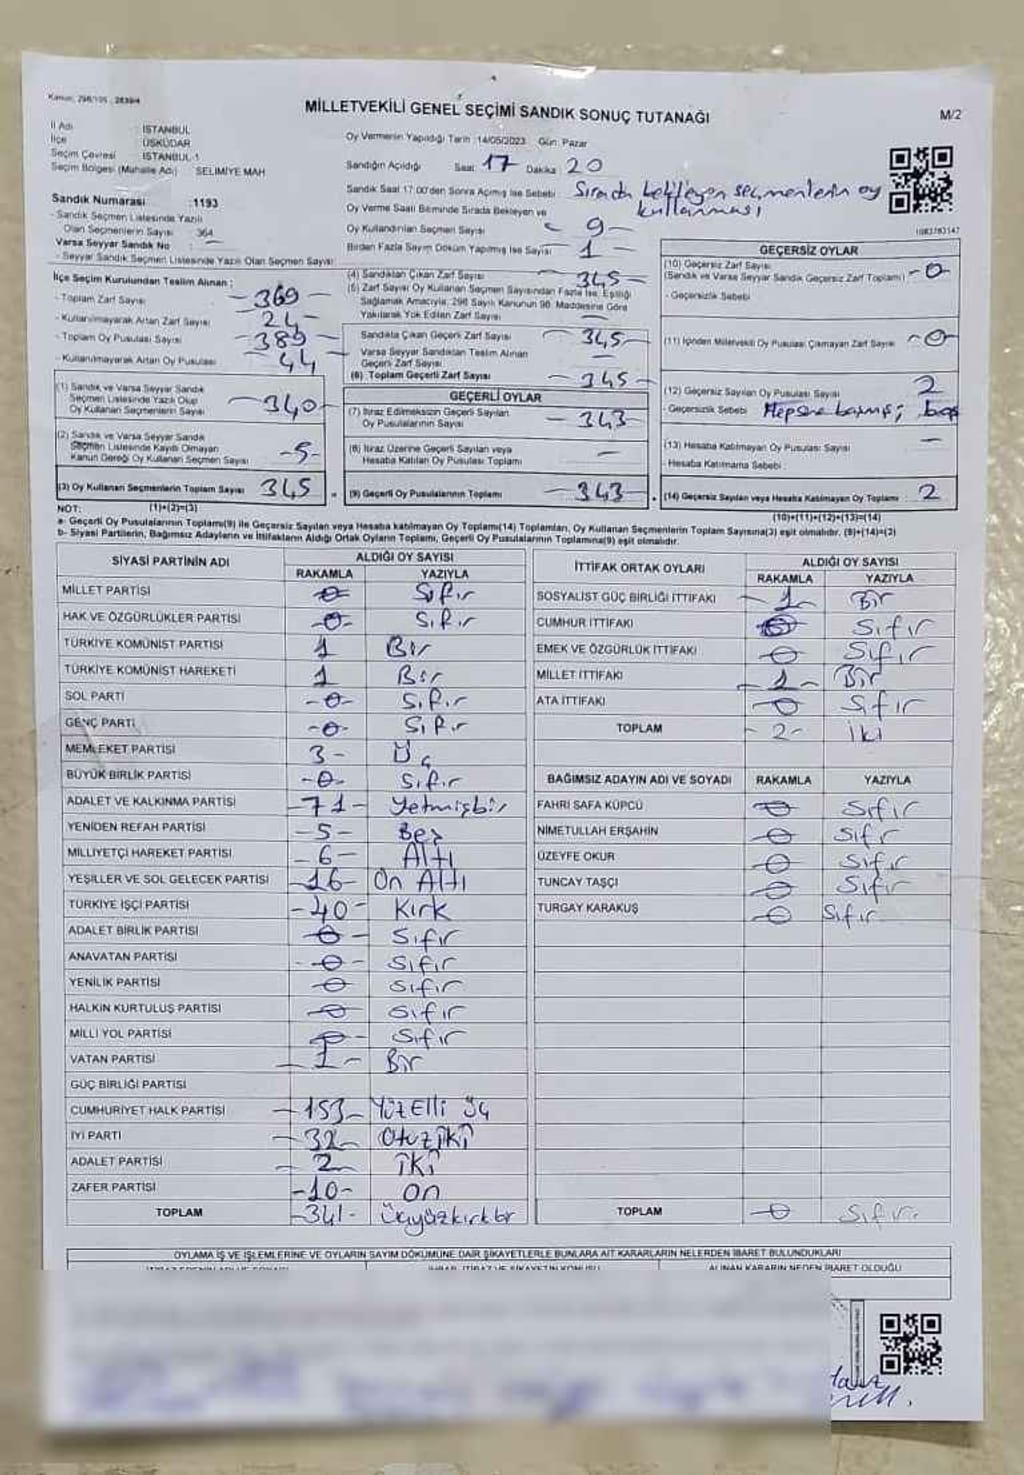 Kanun: 298/105 , 2839/4
MİLLETVEKİLİ GENEL SEÇİMİ SANDIK SONUÇ TUTANAĞI
M/2
İl Adı : İSTANBUL
İlçe : ÜSKÜDAR
Seçim Çevresi : İSTANBUL-1
Seçim Bölgesi (Mahalle Adı) : SELİMİYE MAH
Oy Vermenin Yapıldığı Tarih :14/05/2023 Gün: Pazar
Sandığın Açıldığı Saat 17 Dakika 20
Sandık Saat 17:00'den Sonra Açmış İse Sebebi : Sırada bekleyen seçmenlerin oy
kullanması
Oy Verme Saati Bitiminde Sırada Bekleyen ve
Oy Kullandırılan Seçmen Sayısı - 9 -
Birden Fazla Sayım Döküm Yapılmış İse Sayısı : - 1 -
1083783147
Sandık Numarası :1193
- Sandık Seçmen Listesinde Yazılı
Olan Seçmenlerin Sayısı : 364
Varsa Seyyar Sandık No : -
- Seyyar Sandık Seçmen Listesinde Yazılı Olan Seçmen Sayısı:
İlçe Seçim Kurulundan Teslim Alınan :
- Toplam Zarf Sayısı - 369 -
- Kullanılmayarak Artan Zarf Sayısı - 24 -
- Toplam Oy Pusulası Sayısı - 389 -
- Kullanılmayarak Artan Oy Pusulası - 44 -
(1) Sandık ve Varsa Seyyar Sandık
Seçmen Listesinde Yazılı Olup
Oy Kullanan Seçmenlerin Sayısı - 340 -
(2) Sandık ve Varsa Seyyar Sandık
Seçmen Listesinde Kaydı Olmayan
Kanun Gereği Oy Kullanan Seçmen Sayısı -5-
(3) Oy Kullanan Seçmenlerin Toplam Sayısı 345
(1)+(2)=(3)
(4) Sandıktan Çıkan Zarf Sayısı - 345 -
(5) Zarf Sayısı Oy Kullanan Seçmen Sayısından Fazla İse, Eşitliği
Sağlamak Amacıyla, 298 Sayılı Kanunun 98. Maddesine Göre
Yakılarak Yok Edilen Zarf Sayısı -
Sandıkta Çıkan Geçerli Zarf Sayısı - 345 -
Varsa Seyyar Sandıktan Teslim Alınan
Geçerli Zarf Sayısı -
(6) Toplam Geçerli Zarf Sayısı - 345 -
GEÇERLİ OYLAR
(7) İtiraz Edilmeksizin Geçerli Sayılan
Oy Pusulalarının Sayısı - 343 -
(8) İtiraz Üzerine Geçerli Sayılan veya
Hesaba Katılan Oy Pusulası Toplamı -
(9) Geçerli Oy Pusulalarının Toplamı - 343 -
GEÇERSİZ OYLAR
(10) Geçersiz Zarf Sayısı
(Sandık ve Varsa Seyyar Sandık Geçersiz Zarf Toplamı) - 0 -
- Geçersizlik Sebebi
(11) İçinden Milletvekili Oy Pusulası Çıkmayan Zarf Sayısı - 0 -
(12) Geçersiz Sayılan Oy Pusulası Sayısı 2
- Geçersizlik Sebebi : Hepsine basmış; boş
(13) Hesaba Katılmayan Oy Pusulası Sayısı -
- Hesaba Katılmama Sebebi :
(14) Geçersiz Sayılan veya Hesaba Katılmayan Oy Toplamı : 2
(10)+(11)+(12)+(13)=(14)
NOT:
a- Geçerli Oy Pusulalarının Toplamı(9) ile Geçersiz Sayılan veya Hesaba katılmayan Oy Toplamı(14) Toplamları, Oy Kullanan Seçmenlerin Toplam Sayısına(3) eşit olmalıdır. (9)+(14)=(3)
b- Siyasi Partilerin, Bağımsız Adayların ve İttifakların Aldığı Ortak Oyların Toplamı, Geçerli Oy Pusulalarının Toplamına(9) eşit olmalıdır.
SİYASİ PARTİNİN ADI ALDIĞI OY SAYISI
RAKAMLA YAZIYLA
MİLLET PARTİSİ 0 Sıfır
HAK VE ÖZGÜRLÜKLER PARTİSİ -0- Sıfır
TÜRKİYE KOMÜNİST PARTİSİ 1 Bir
TÜRKİYE KOMÜNİST HAREKETİ 1 Bir
SOL PARTİ -0- Sıfır
GENÇ PARTİ -0- Sıfır
MEMLEKET PARTİSİ 3- Üç
BÜYÜK BİRLİK PARTİSİ -0- Sıfır
ADALET VE KALKINMA PARTİSİ -71- Yetmişbir
YENİDEN REFAH PARTİSİ -5- Beş
MİLLİYETÇİ HAREKET PARTİSİ -6- Altı
YEŞİLLER VE SOL GELECEK PARTİSİ -16- On Altı
TÜRKİYE İŞÇİ PARTİSİ -40- Kırk
ADALET BİRLİK PARTİSİ 0- Sıfır
ANAVATAN PARTİSİ -0- Sıfır
YENİLİK PARTİSİ 0 Sıfır
HALKIN KURTULUŞ PARTİSİ 0 Sıfır
MİLLİ YOL PARTİSİ 0 Sıfır
VATAN PARTİSİ -1- Bir
GÜÇ BİRLİĞİ PARTİSİ
CUMHURİYET HALK PARTİSİ -153- Yüz Elli Üç
İYİ PARTİ -32- Otuz İki
ADALET PARTİSİ -2- İki
ZAFER PARTİSİ -10- On
TOPLAM -341- Üçyüzkırkbir
İTTİFAK ORTAK OYLARI ALDIĞI OY SAYISI
RAKAMLA YAZIYLA
SOSYALİST GÜÇ BİRLİĞİ İTTİFAKI -1- Bir
CUMHUR İTTİFAKI 0 Sıfır
EMEK VE ÖZGÜRLÜK İTTİFAKI 0 Sıfır
MİLLET İTTİFAKI -1- Bir
ATA İTTİFAKI 0 Sıfır
TOPLAM -2- İki
BAĞIMSIZ ADAYIN ADI VE SOYADI RAKAMLA YAZIYLA
FAHRİ SAFA KÜPCÜ 0 Sıfır
NİMETULLAH ERŞAHİN 0 Sıfır
ÜZEYFE OKUR 0 Sıfır
TUNCAY TAŞÇI 0 Sıfır
TURGAY KARAKUŞ 0 Sıfır
TOPLAM 0 Sıfır
OYLAMA İŞ VE İŞLEMLERİNE VE OYLARIN SAYIM DÖKÜMÜNE DAİR ŞİKAYETLERLE BUNLARA AİT KARARLARIN NELERDEN İBARET BULUNDUKLARI
ALINAN KARARIN NEDEN İBARET OLDUĞU